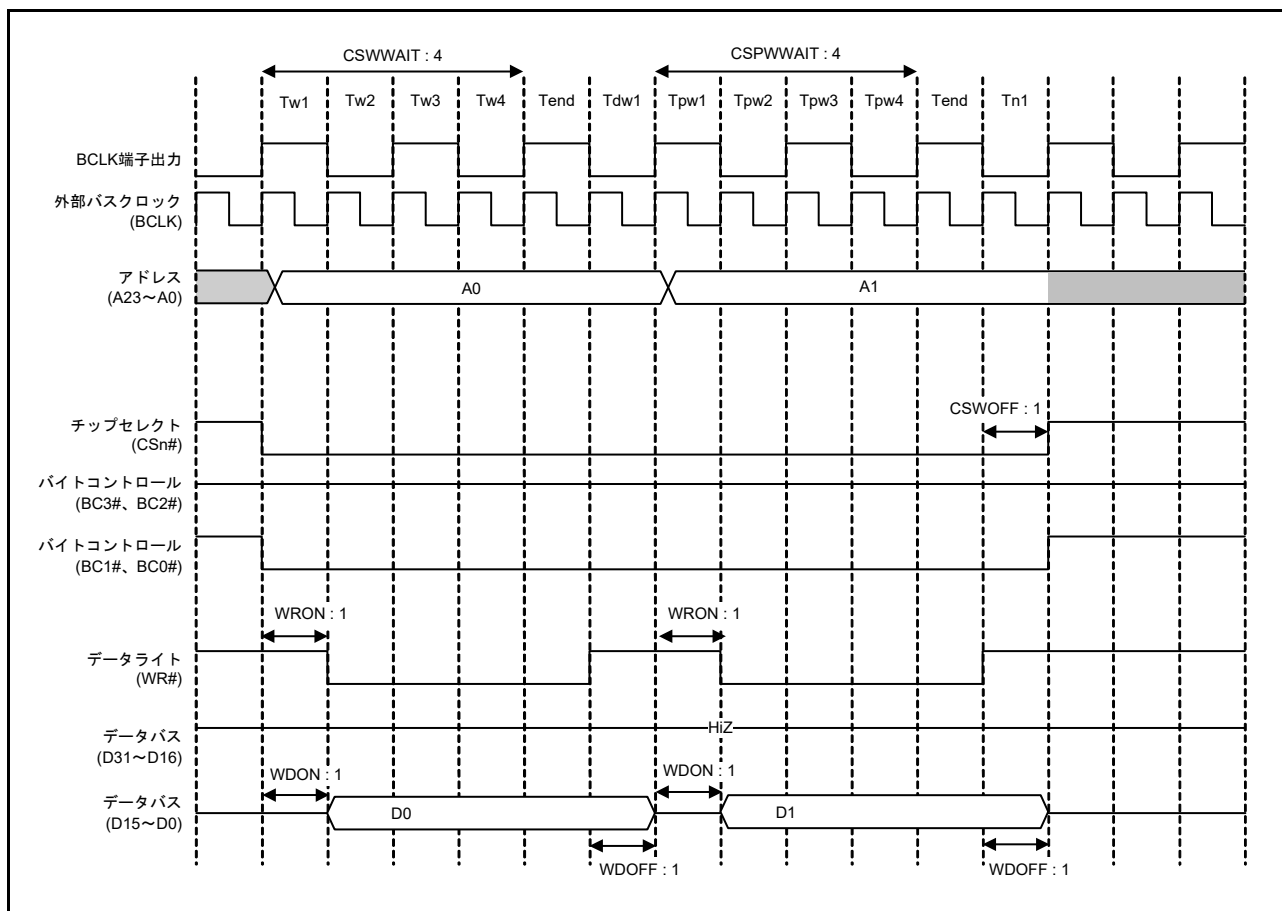 CSWWAIT : 4
CSPWWAIT : 4
Tw1 Tw2 Tw3 Tw4 Tend Tdw1 Tpw1 Tpw2 Tpw3 Tpw4 Tend Tn1
BCLK端子出力
外部バスクロック
(BCLK)
アドレス
(A23～A0)
A0
A1
CSWOFF : 1
チップセレクト
(CSn#)
バイトコントロール
(BC3#、BC2#)
バイトコントロール
(BC1#、BC0#)
WRON : 1
WRON : 1
データライト
(WR#)
HiZ
データバス
(D31～D16)
WDON : 1
WDON : 1
データバス
(D15～D0)
D0
D1
WDOFF : 1
WDOFF : 1